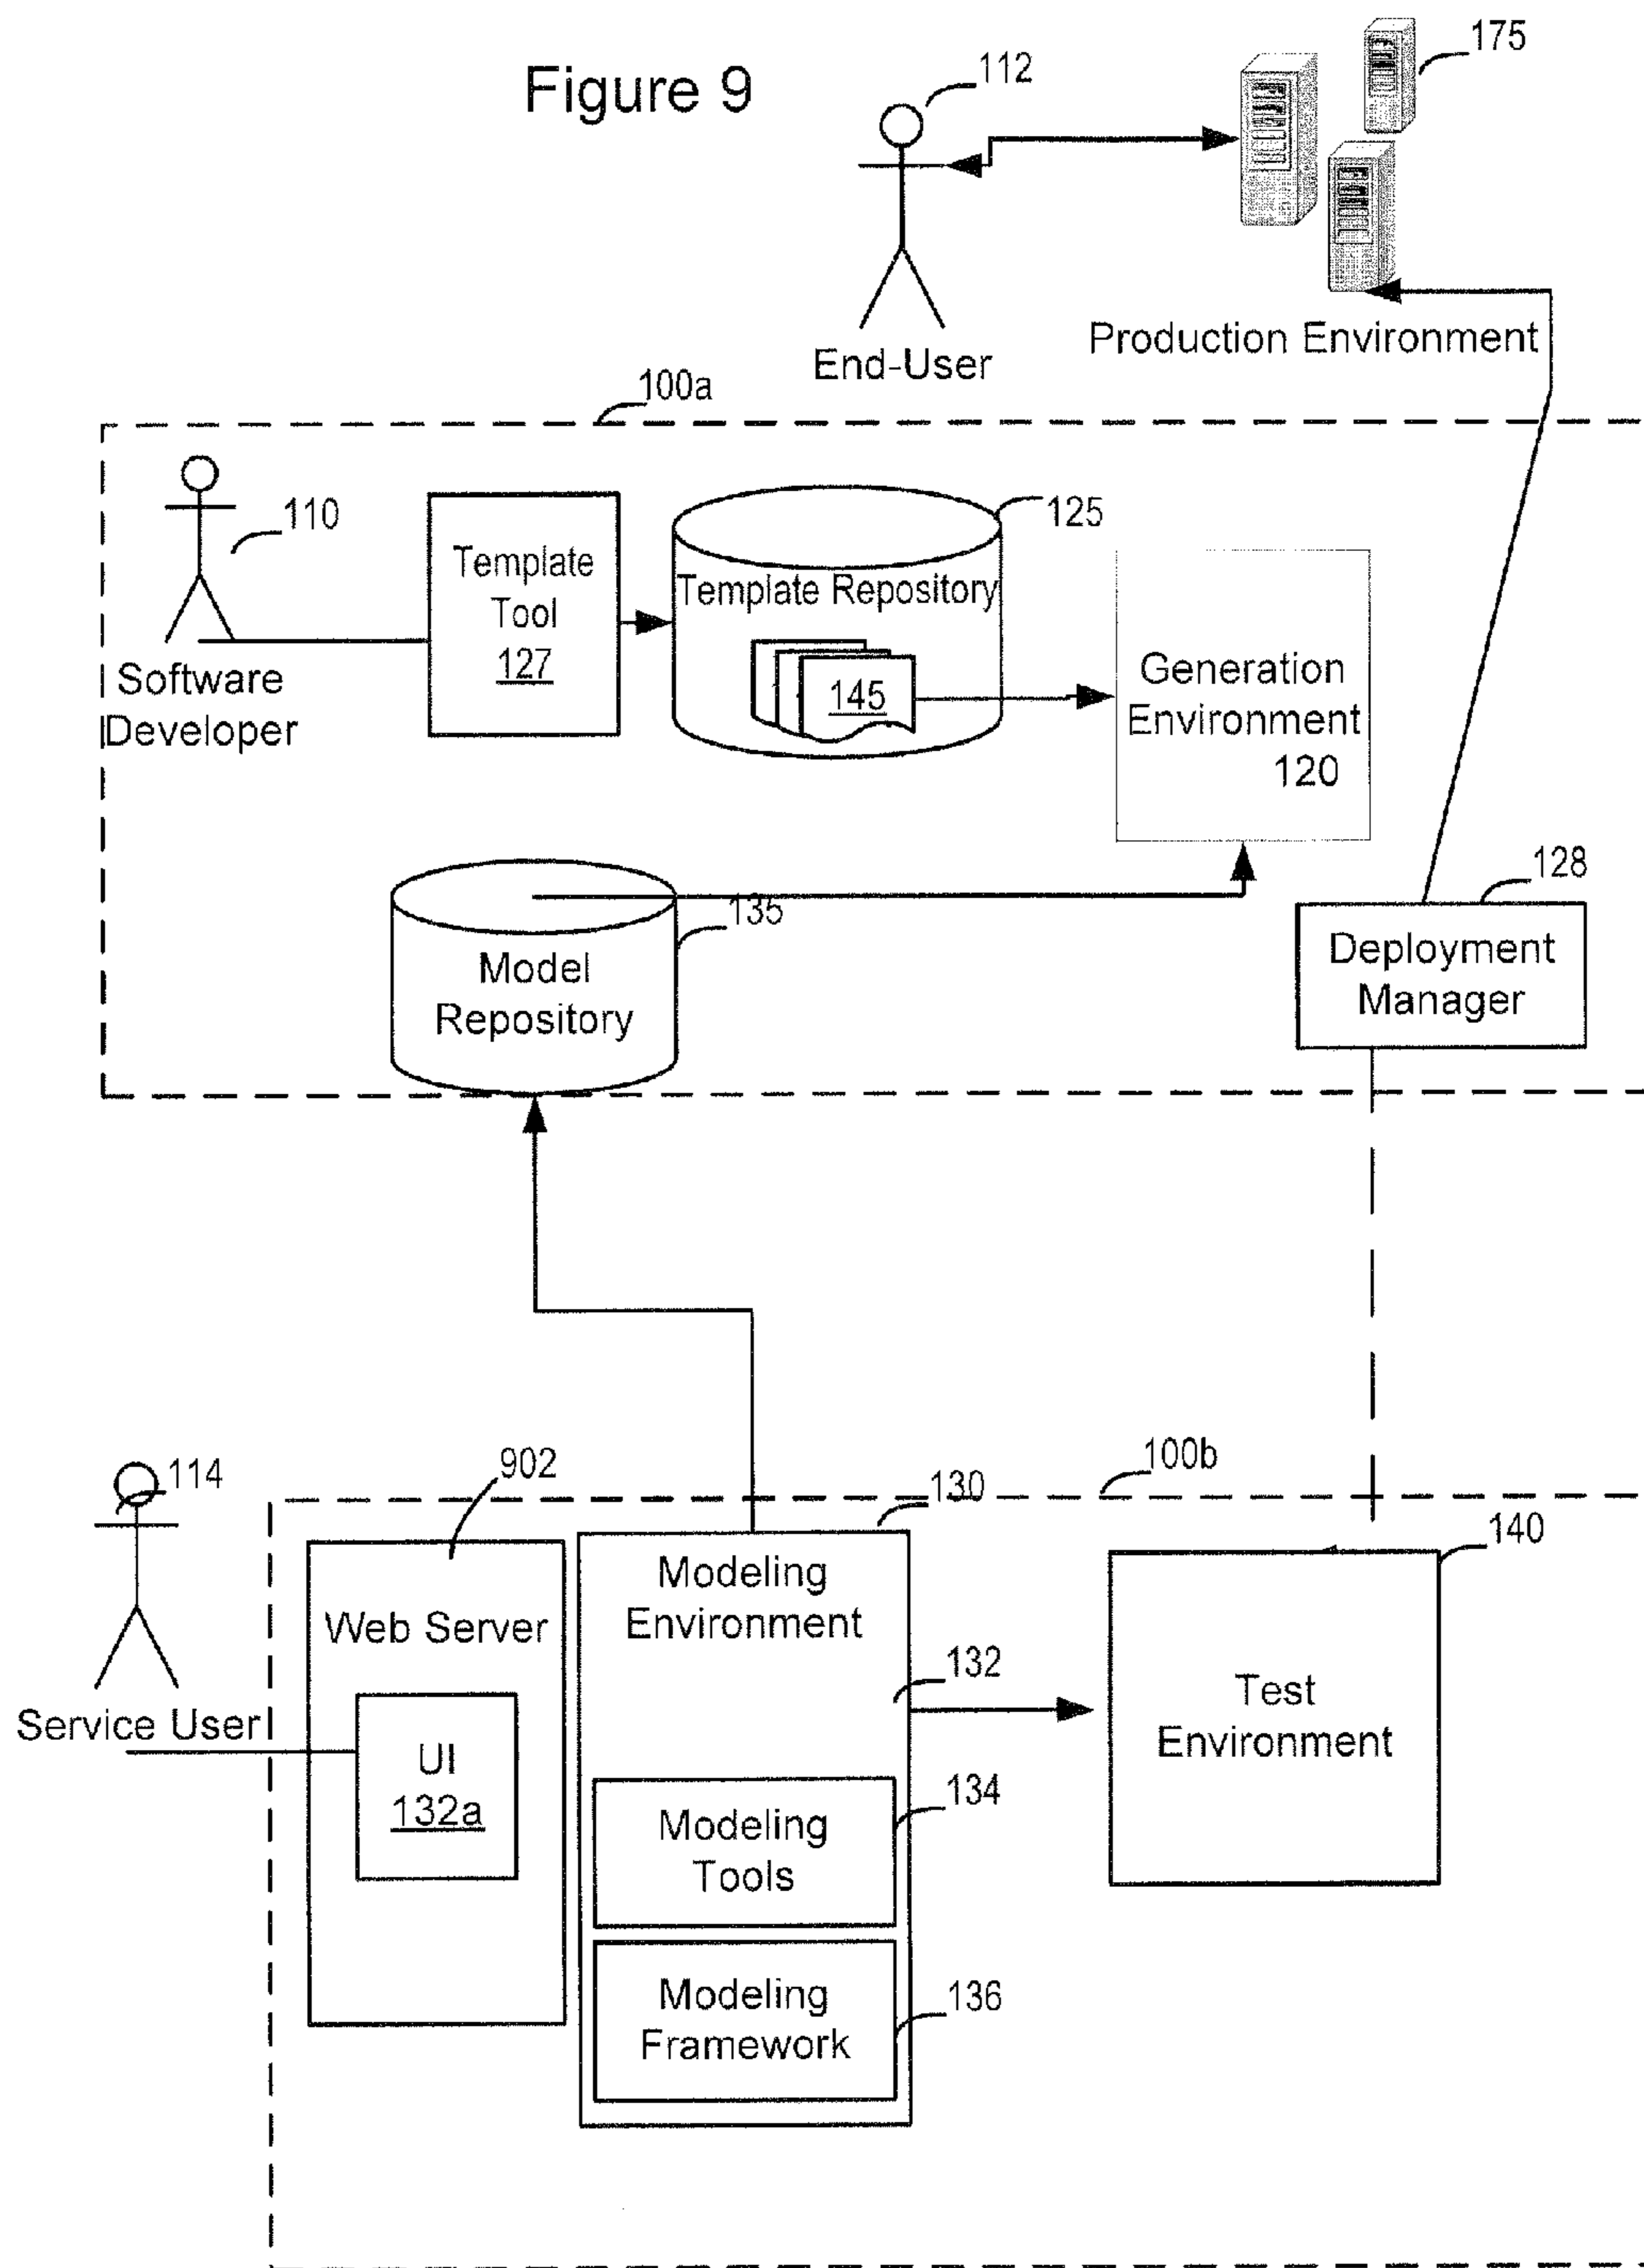 Figure 9
112
175
End-User
Production Environment
100a
110
Software
Developer
Template
Tool
127
125
Template Repository
145
Generation
Environment
120
135
Model
Repository
128
Deployment
Manager
114
Service User
902
Web Server
UI
132a
130
Modeling
Environment
132
134
Modeling
Tools
136
Modeling
Framework
100b
140
Test
Environment